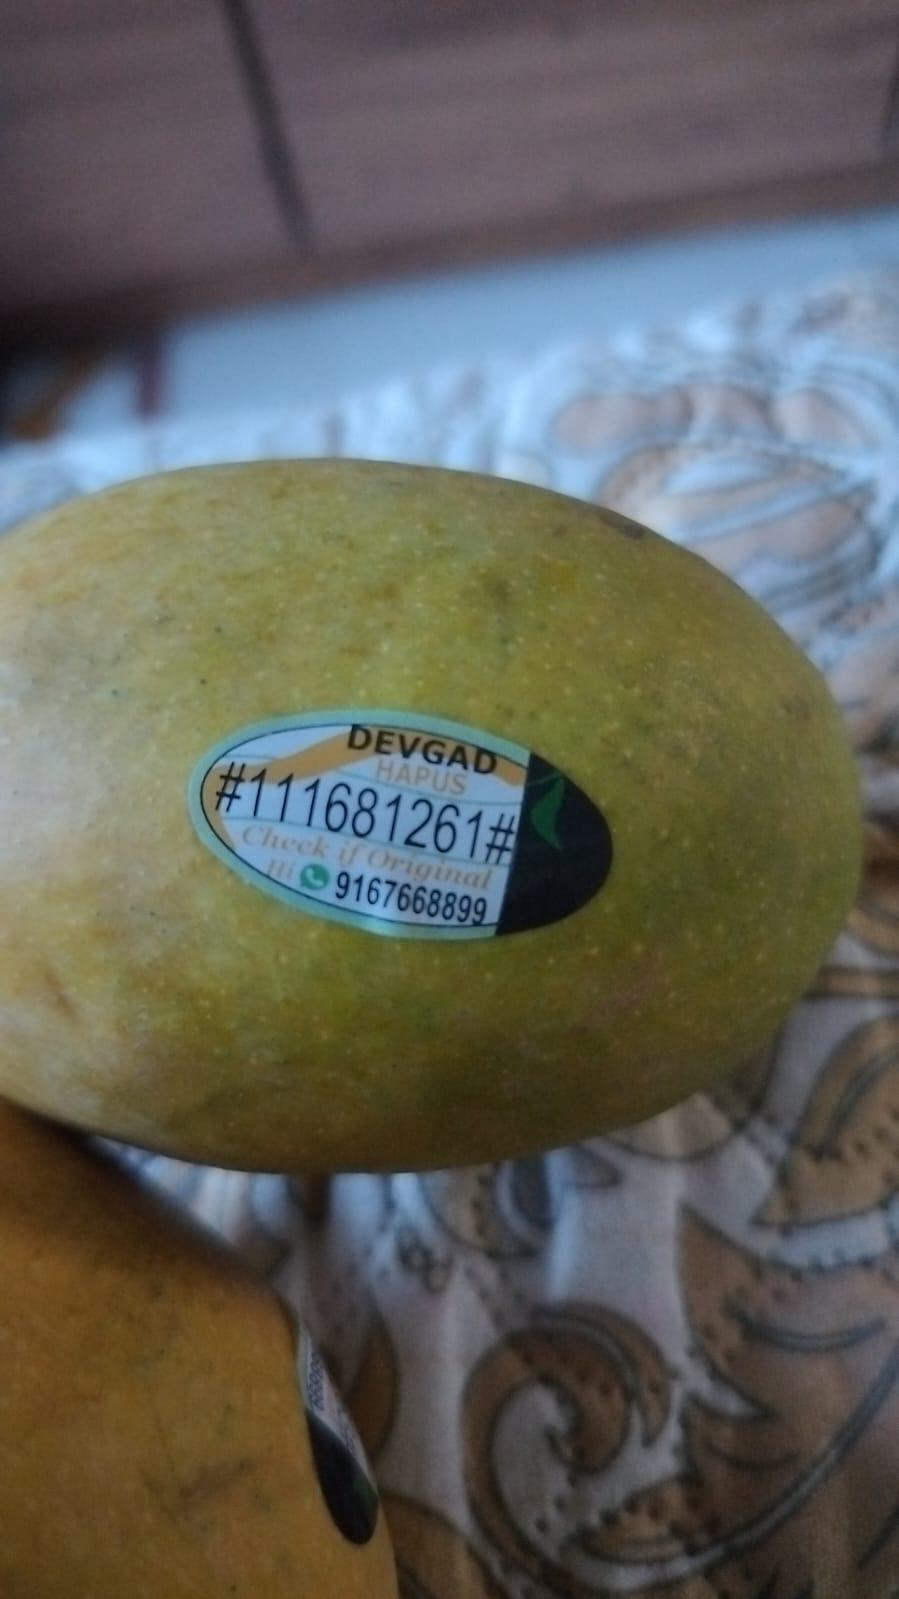 DEVGAD
HAPUS
#111681261#
Check if Original
Hi 9167668899